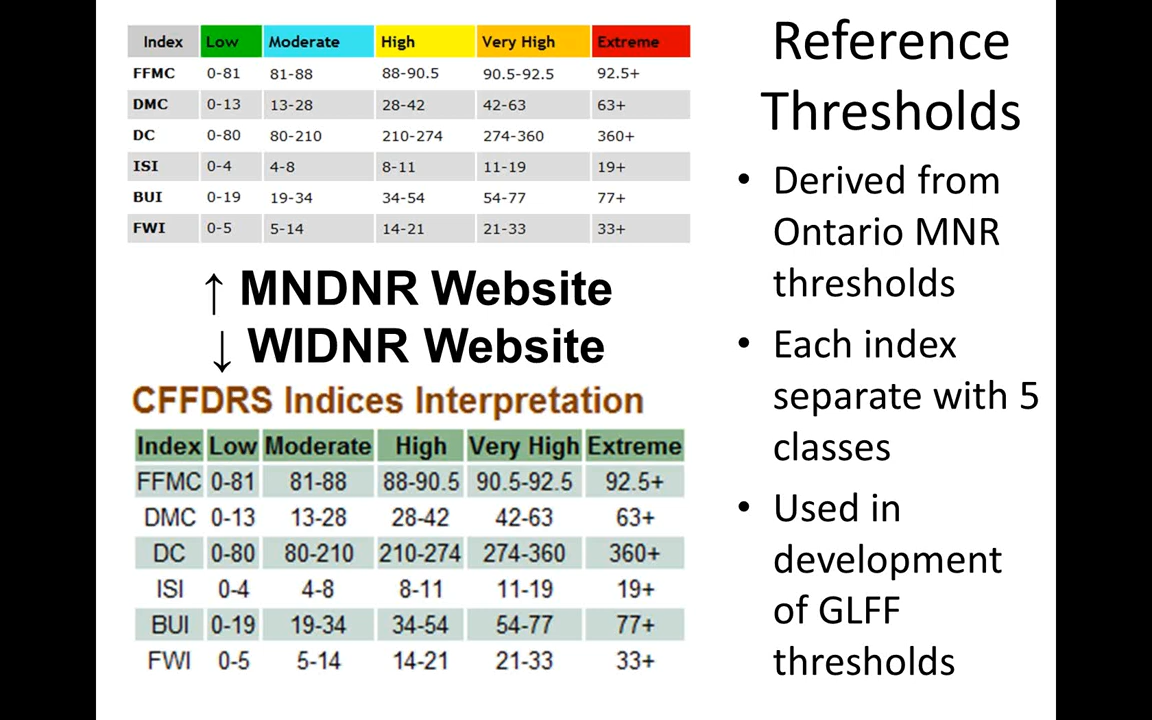 Reference
Thresholds
Index Low Moderate High Very High Extreme
FFMC 0-81 81-88 88-90.5 90.5-92.5 92.5+
DMC 0-13 13-28 28-42 42-63 63+
DC 0-80 80-210 210-274 274-360 360+
ISI 0-4 4-8 8-11 11-19 19+
BUI 0-19 19-34 34-54 54-77 77+
FWI 0-5 5-14 14-21 21-33 33+
↑ MNDNR Website
↓ WIDNR Website
CFFDRS Indices Interpretation
Index Low Moderate High Very High Extreme
FFMC 0-81 81-88 88-90.5 90.5-92.5 92.5+
DMC 0-13 13-28 28-42 42-63 63+
DC 0-80 80-210 210-274 274-360 360+
ISI 0-4 4-8 8-11 11-19 19+
BUI 0-19 19-34 34-54 54-77 77+
FWI 0-5 5-14 14-21 21-33 33+
• Derived from
Ontario MNR
thresholds
• Each index
separate with 5
classes
• Used in
development
of GLFF
thresholds